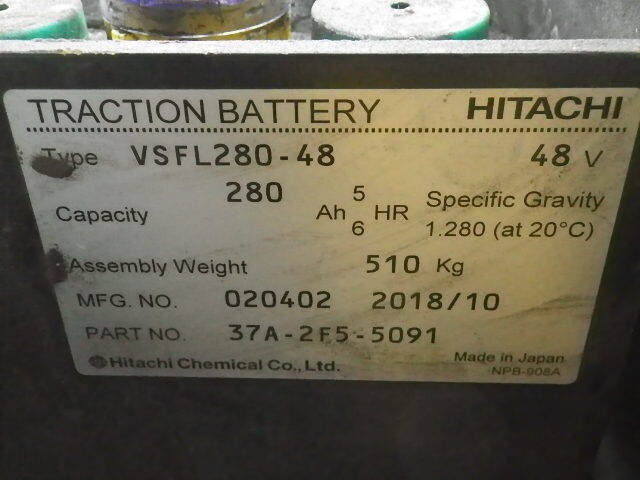 TRACTION BATTERY HITACHI
Type VSFL280-48 48 V
Capacity 280 Ah 5 HR Specific Gravity
6 1.280 (at 20°C)
Assembly Weight 510 Kg
MFG. NO. 020402 2018/10
PART NO. 37A-2F5-5091
Hitachi Chemical Co., Ltd. Made in Japan
NPB-908A